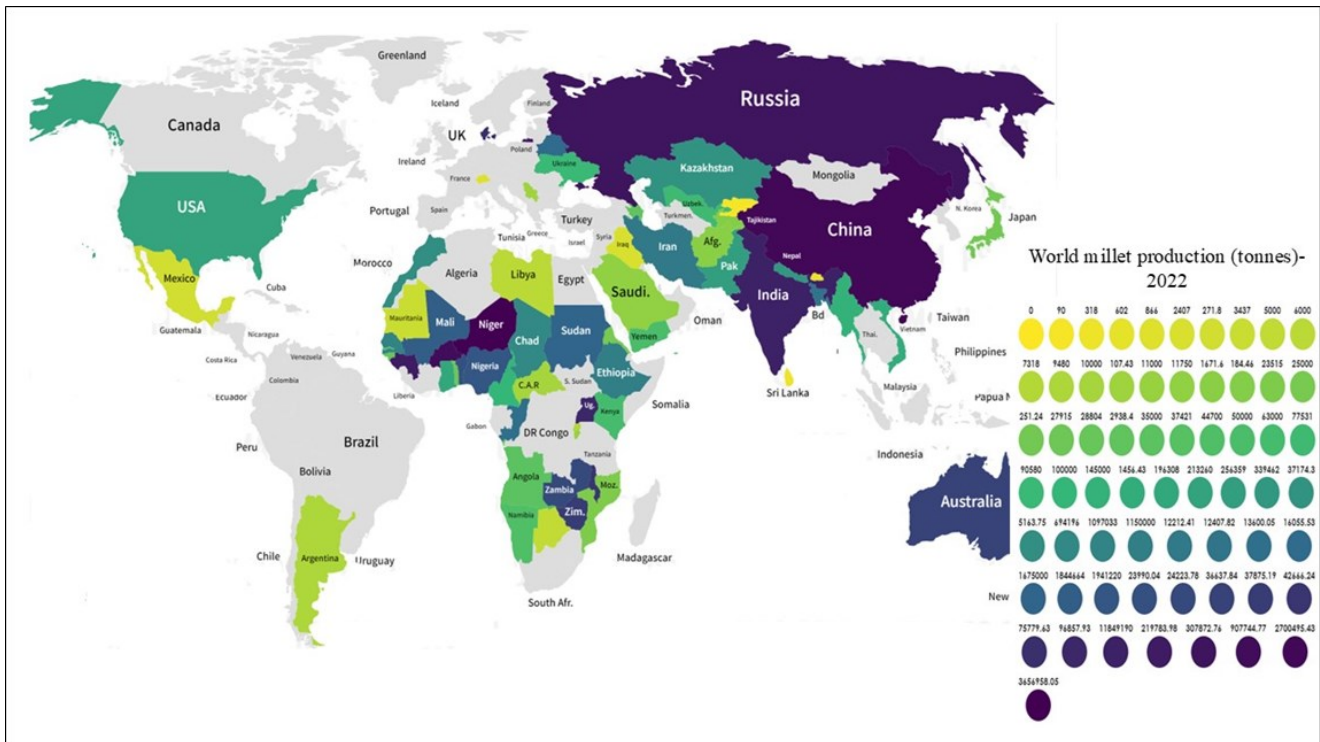 Greenland
Iceland
Finland
Canada
UK
Russia
Ireland
Poland
France
Ukraine
Kazakhstan
Mongolia
USA
Portugal
Spain
Turkey
Uzbek.
Turkmen.
Tajikistan
N. Korea
Japan
Tunisia
Greece
Syria
Israel
Iraq
Iran
Afg.
China
Morocco
Mexico
Cuba
Algeria
Libya
Egypt
Pak
Nepal
Saudi.
India
Guatemala
Mauritania
Mali
Niger
Sudan
Oman
Bd
Taiwan
Nicaragua
Chad
Yemen
Thai.
Vietnam
Costa Rica
Venezuela
Guyana
Nigeria
Ethiopia
Philippines
Colombia
C.A.R
S. Sudan
Malaysia
Sri Lanka
Ecuador
Liberia
Ug.
Somalia
Papua N
Gabon
Kenya
DR Congo
Peru
Brazil
Tanzania
Indonesia
Bolivia
Angola
Zambia
Moz.
Namibia
Zim.
Australia
Chile
Argentina
Uruguay
Madagascar
South Afr.
New
World millet production (tonnes)-
2022
0 90 318 602 866 2407 271.8 3437 5000 6000
7318 9480 10000 107.43 11000 11750 1671.6 184.46 23515 25000
251.24 27915 28804 2938.4 35000 37421 44700 50000 63000 77531
90580 100000 145000 1456.43 196308 213260 256359 339462 37174.3
5163.75 694196 1097033 1150000 12212.41 12407.82 13600.05 16055.53
1675000 1844664 1941220 23990.04 24223.78 36637.84 37875.19 42666.24
75779.63 96857.93 11849190 219783.98 307872.76 907744.77 2700495.43
3656958.05